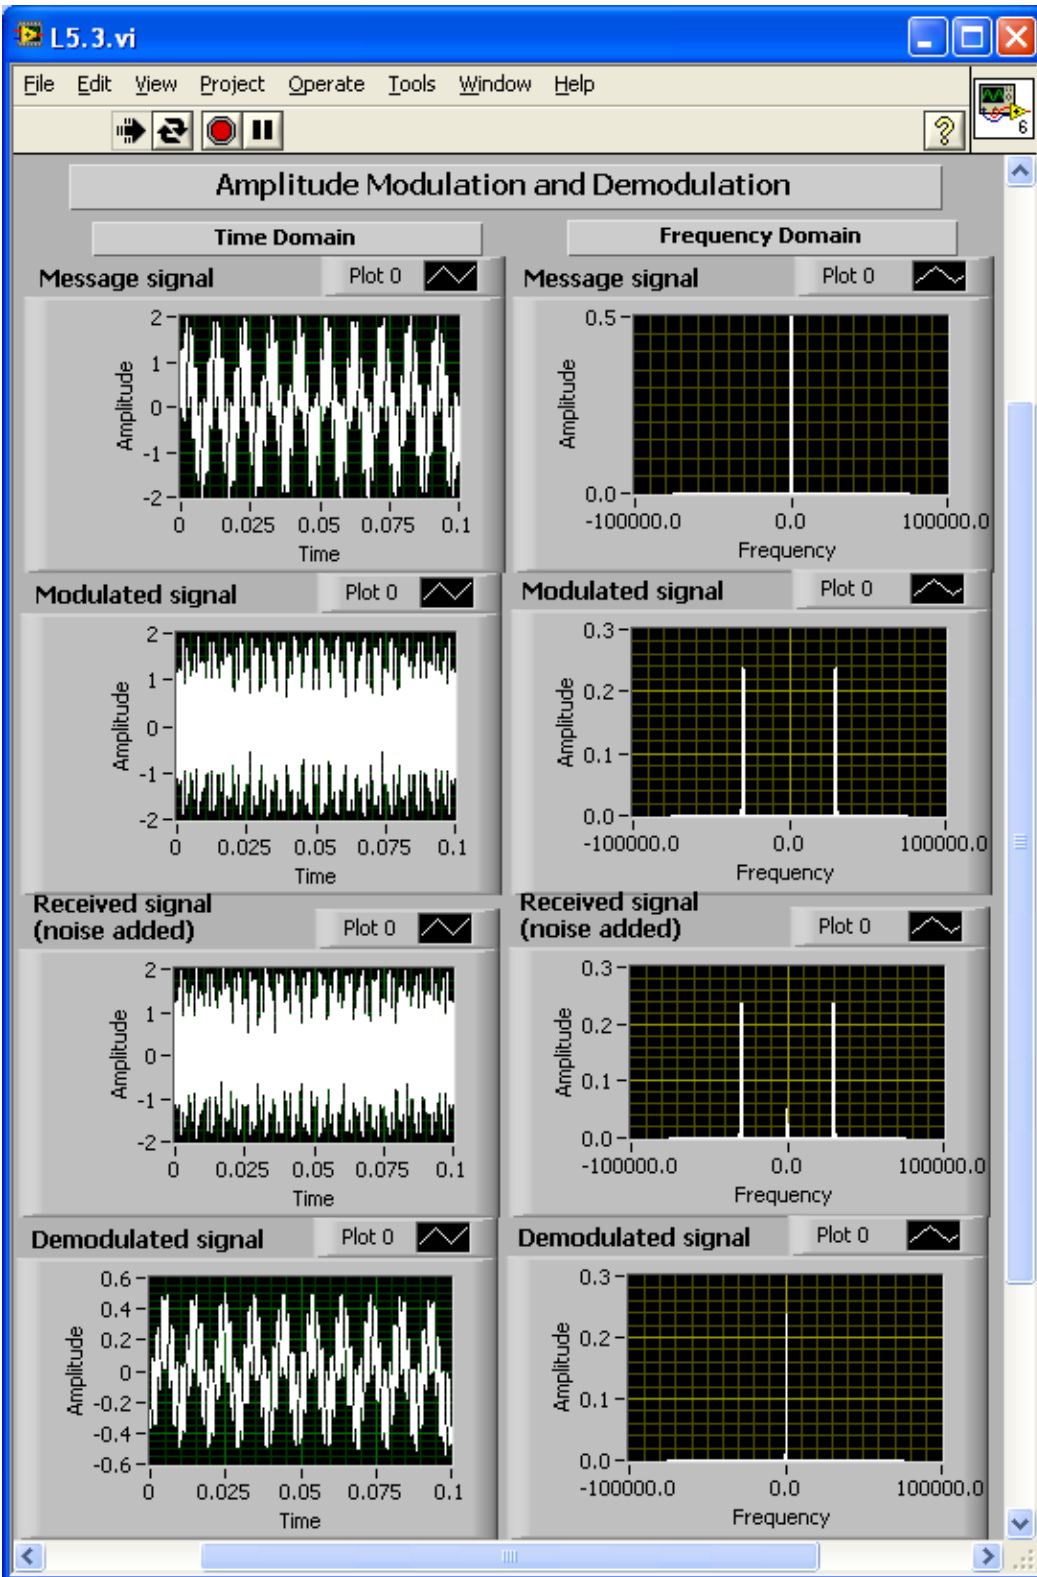 L5.3.vi
File Edit View Project Operate Tools Window Help
6
Amplitude Modulation and Demodulation
Time Domain
Frequency Domain
Message signal
Plot 0
2
1
0
-1
-2
Amplitude
0 0.025 0.05 0.075 0.1
Time
Message signal
Plot 0
0.5
0.0
Amplitude
-100000.0 0.0 100000.0
Frequency
Modulated signal
Plot 0
2
1
0
-1
-2
Amplitude
0 0.025 0.05 0.075 0.1
Time
Modulated signal
Plot 0
0.3
0.2
0.1
0.0
Amplitude
-100000.0 0.0 100000.0
Frequency
Received signal
(noise added)
Plot 0
2
1
0
-1
-2
Amplitude
0 0.025 0.05 0.075 0.1
Time
Received signal
(noise added)
Plot 0
0.3
0.2
0.1
0.0
Amplitude
-100000.0 0.0 100000.0
Frequency
Demodulated signal
Plot 0
0.6
0.4
0.2
0
-0.2
-0.4
-0.6
Amplitude
0 0.025 0.05 0.075 0.1
Time
Demodulated signal
Plot 0
0.3
0.2
0.1
0.0
Amplitude
-100000.0 0.0 100000.0
Frequency